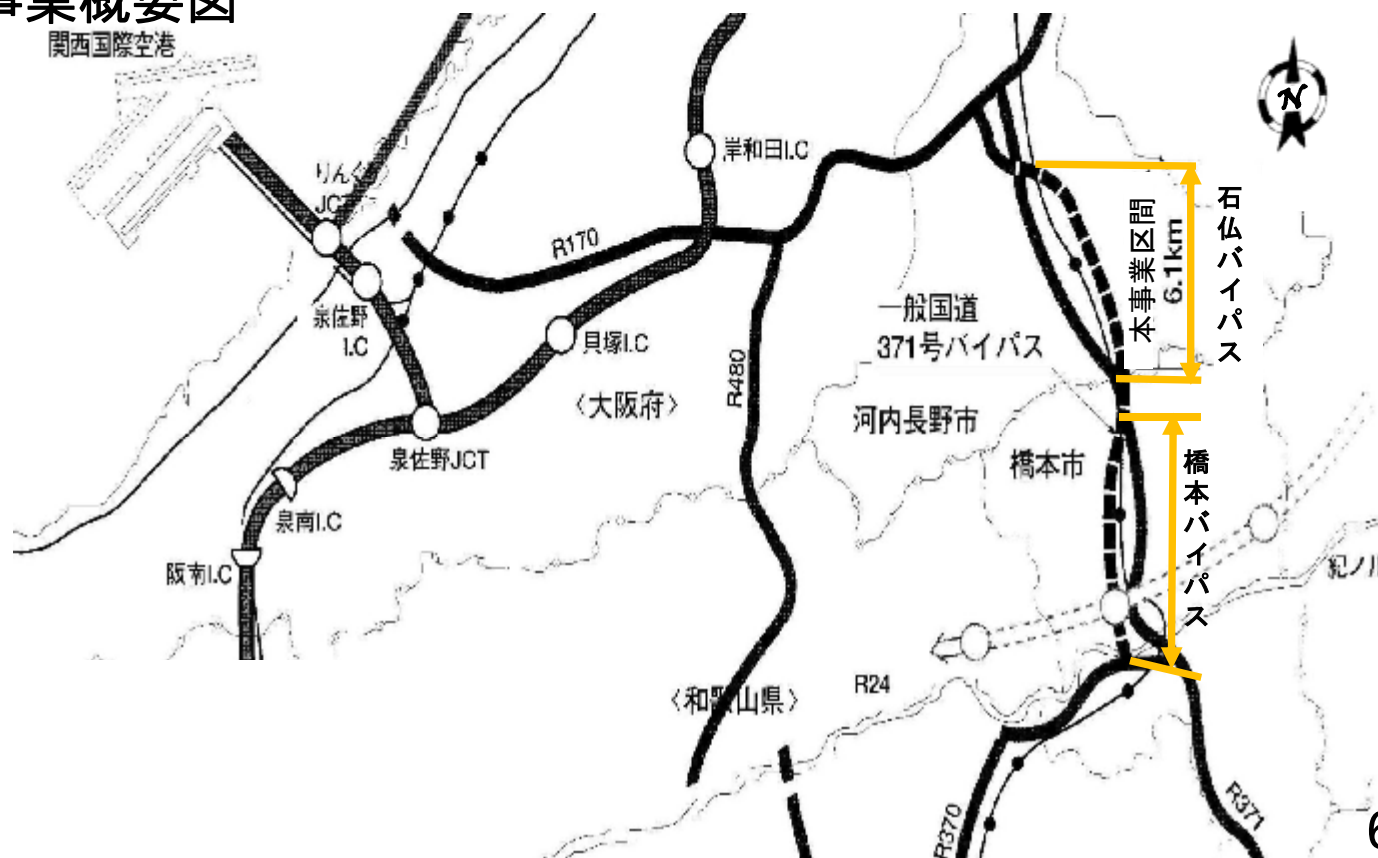 事業概要図
関西国際空港
N
岸和田I.C
りんくう
JCT
R170
本事業区間
6.1km
石仏バイパス
泉佐野
I.C
貝塚I.C
一般国道
371号バイパス
R480
〈大阪府〉
河内長野市
泉佐野JCT
橋本市
橋本バイパス
泉南I.C
阪南I.C
紀ノ川
〈和歌山県〉
R24
R370
R371
6